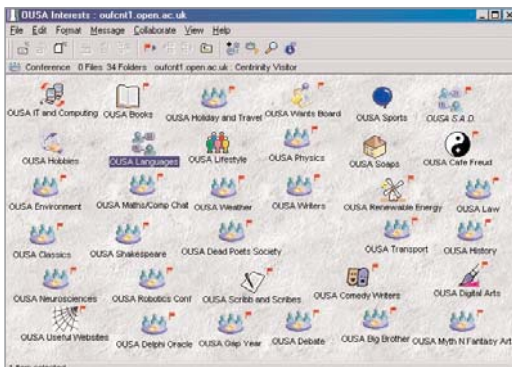 OUSA Interests : oufcnt1.open.ac.uk
File Edit Format Message Collaborate View Help
Conference 0 Files 34 Folders oufcnt1.open.ac.uk : Centrinity Visitor
OUSA IT and Computing OUSA Books OUSA Holiday and Travel OUSA Wants Board OUSA Sports OUSA S.A.D.
OUSA Hobbies OUSA Languages OUSA Lifestyle OUSA Physics OUSA Soaps OUSA Cafe Freud
OUSA Environment OUSA Maths/Comp Chat OUSA Weather OUSA Writers OUSA Renewable Energy OUSA Law
OUSA Classics OUSA Shakespeare OUSA Dead Poets Society OUSA Transport OUSA History
OUSA Neurosciences OUSA Robotics Conf OUSA Scribb and Scribes OUSA Comedy Writers OUSA Digital Arts
OUSA Useful Websites OUSA Delphi Oracle OUSA Gap Year OUSA Debate OUSA Big Brother OUSA Myth N Fantasy Art
1 item selected